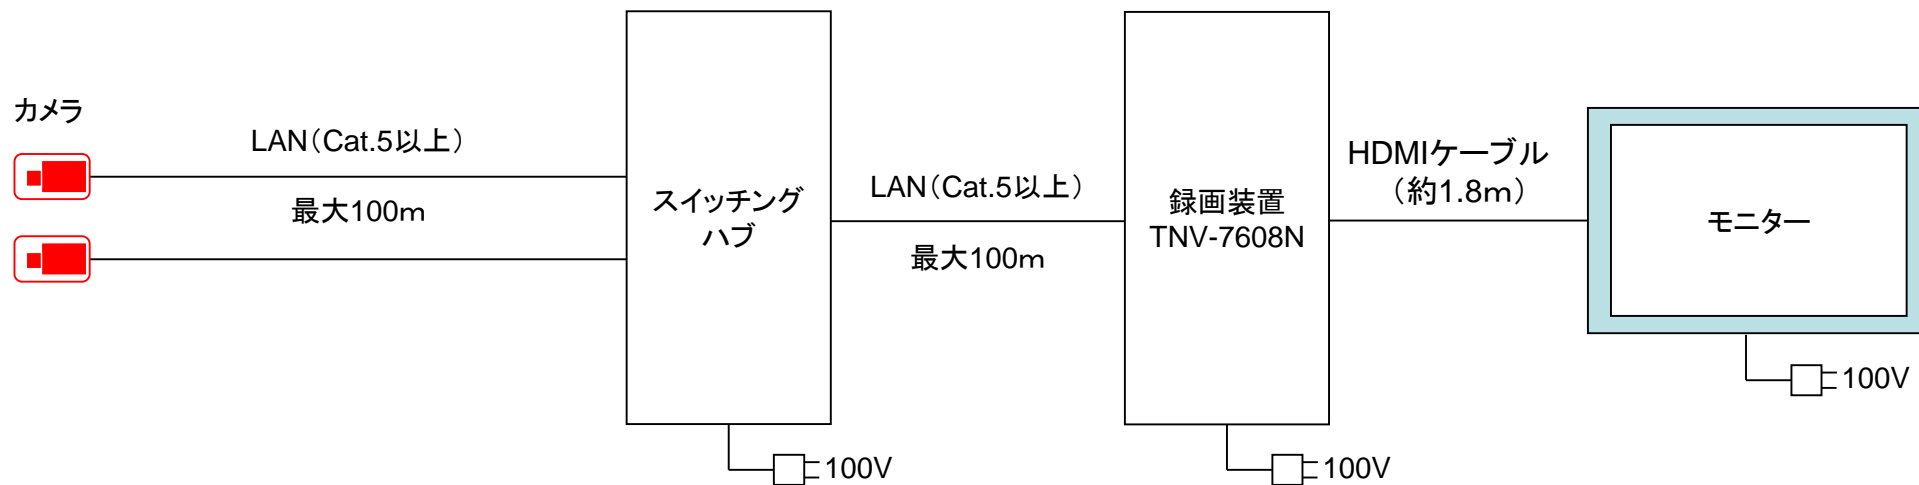 カメラ
LAN（Cat.5以上）
最大100ｍ
スイッチング
ハブ
LAN（Cat.5以上）
最大100ｍ
録画装置
TNV-7608N
HDMIケーブル
（約1.8ｍ）
モニター
100V
100V
100V